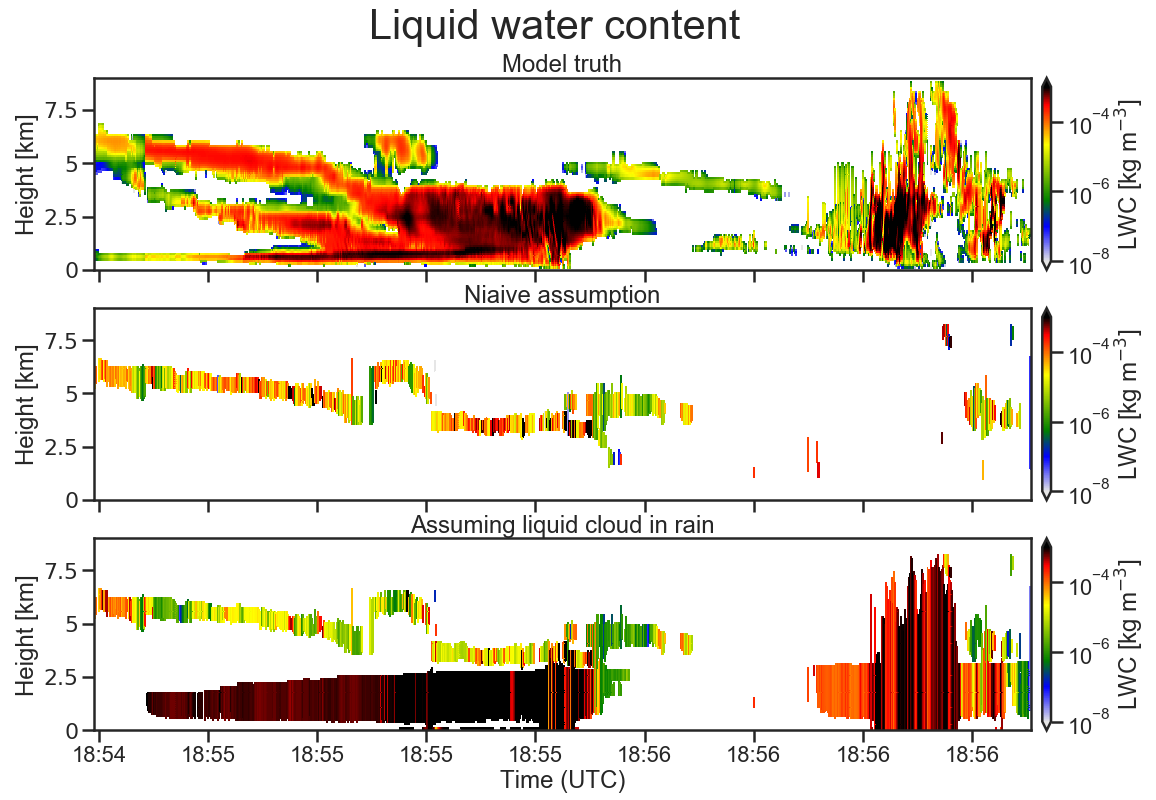 Liquid water content
Model truth
Height [km]
7.5
5
2.5
0
10⁻⁴
10⁻⁶
10⁻⁸
LWC [kg m⁻³]
Niaive assumption
Height [km]
7.5
5
2.5
0
10⁻⁴
10⁻⁶
10⁻⁸
LWC [kg m⁻³]
Assuming liquid cloud in rain
Height [km]
7.5
5
2.5
0
10⁻⁴
10⁻⁶
10⁻⁸
LWC [kg m⁻³]
18:54 18:55 18:55 18:55 18:55 18:56 18:56 18:56 18:56
Time (UTC)